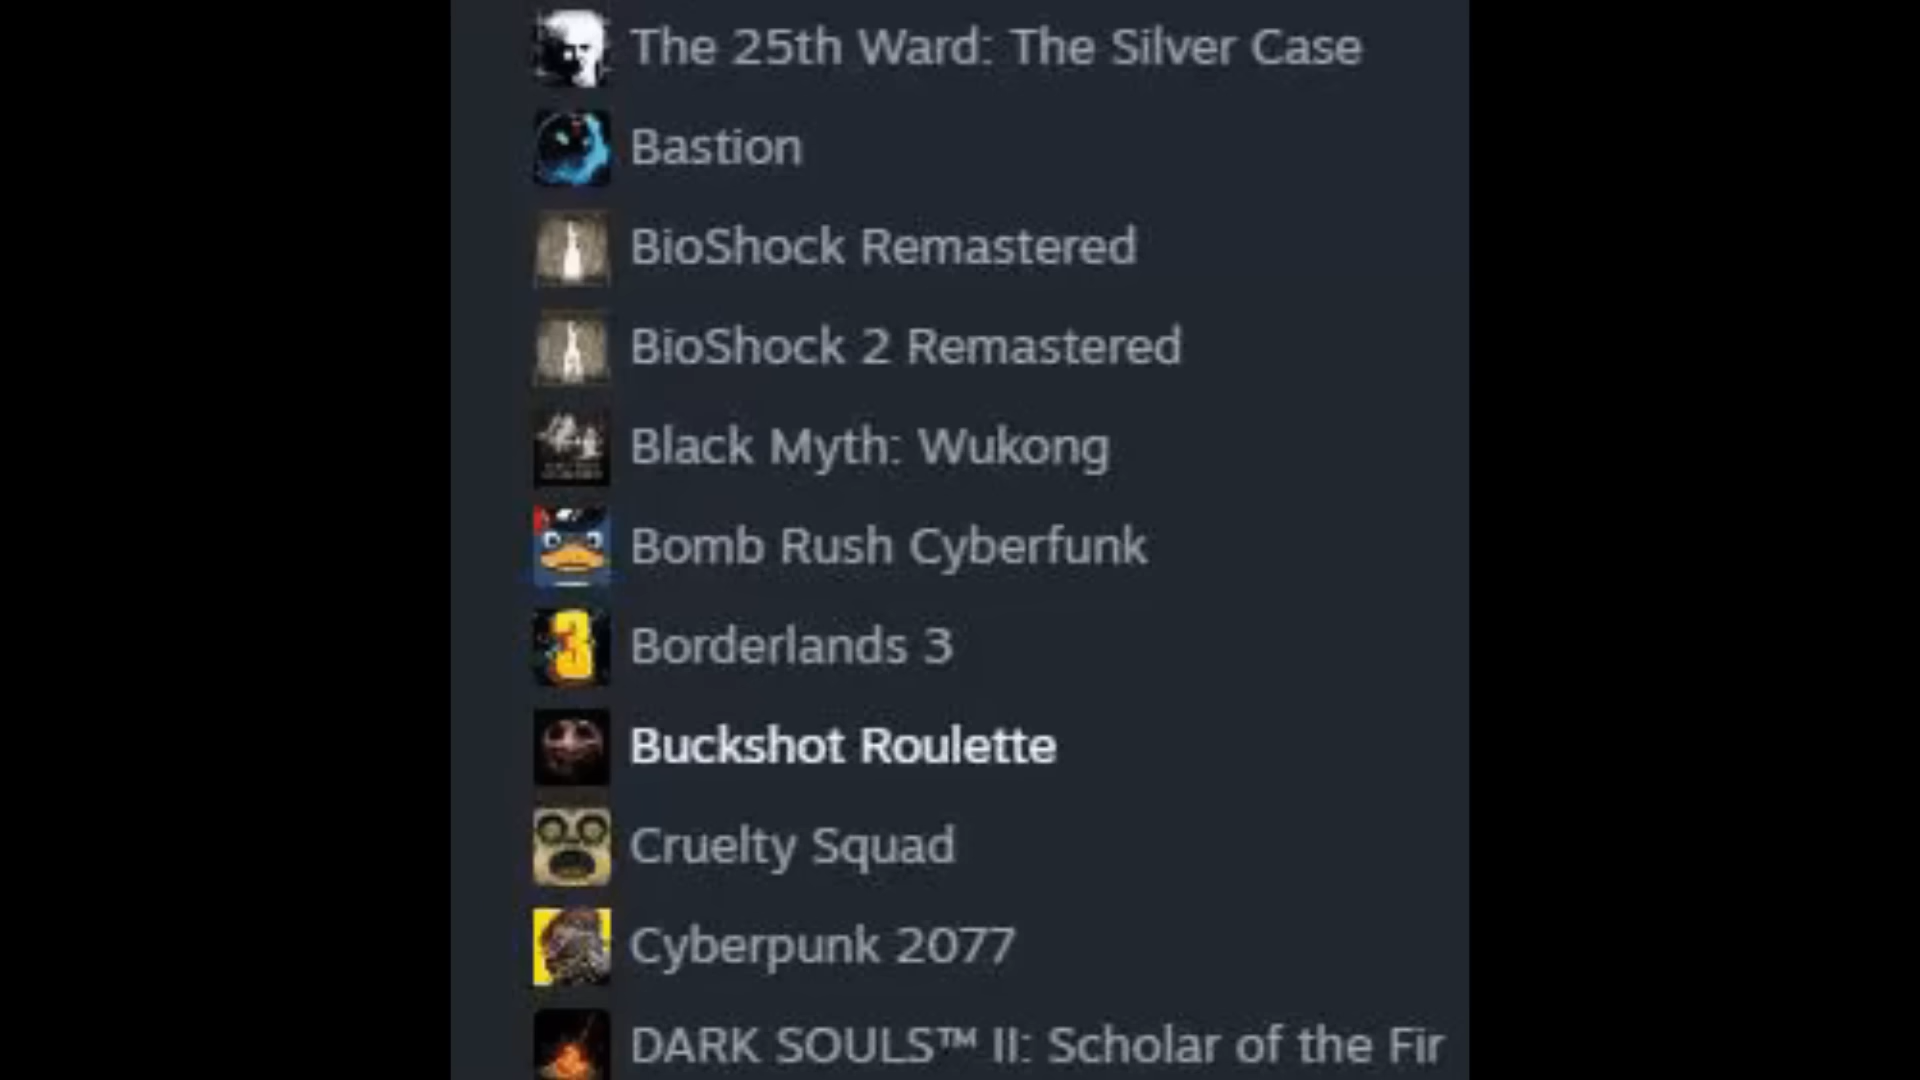 The 25th Ward: The Silver Case
Bastion
BioShock Remastered
BioShock 2 Remastered
Black Myth: Wukong
Bomb Rush Cyberfunk
Borderlands 3
Buckshot Roulette
Cruelty Squad
Cyberpunk 2077
DARK SOULS™ II: Scholar of the Fir